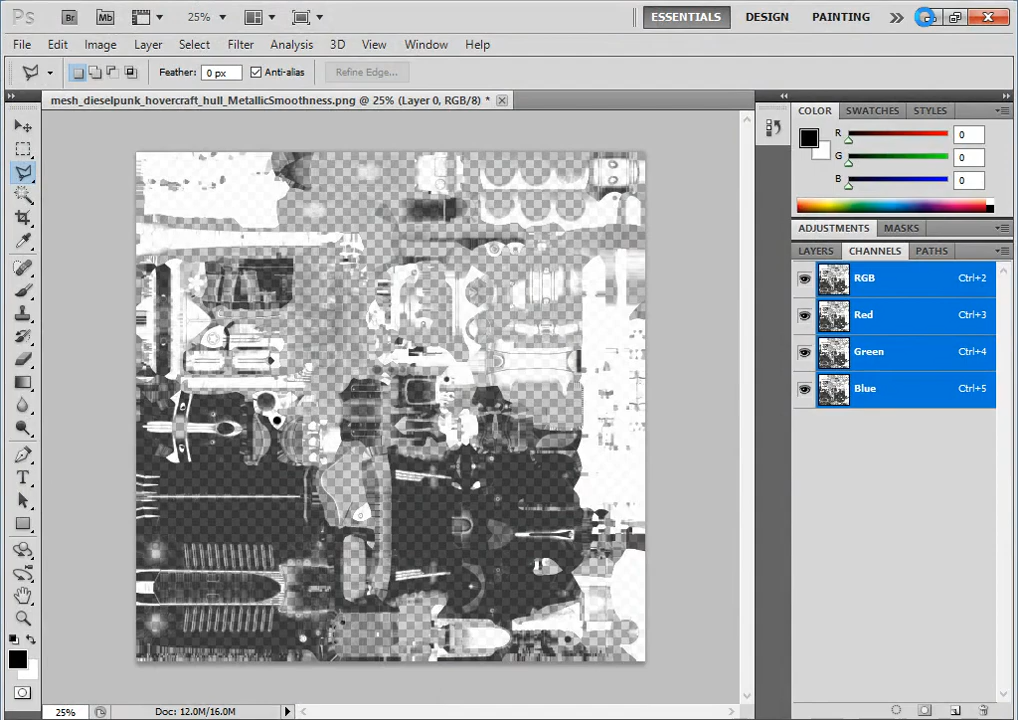 Ps Br Mb 25% ESSENTIALS DESIGN PAINTING
File Edit Image Layer Select Filter Analysis 3D View Window Help
Feather: 0 px Anti-alias Refine Edge...
mesh_dieselpunk_hovercraft_hull_MetallicSmoothness.png @ 25% (Layer 0, RGB/8) *
COLOR SWATCHES STYLES
R 0
G 0
B 0
ADJUSTMENTS MASKS
LAYERS CHANNELS PATHS
RGB Ctrl+2
Red Ctrl+3
Green Ctrl+4
Blue Ctrl+5
T
25% Doc: 12.0M/16.0M